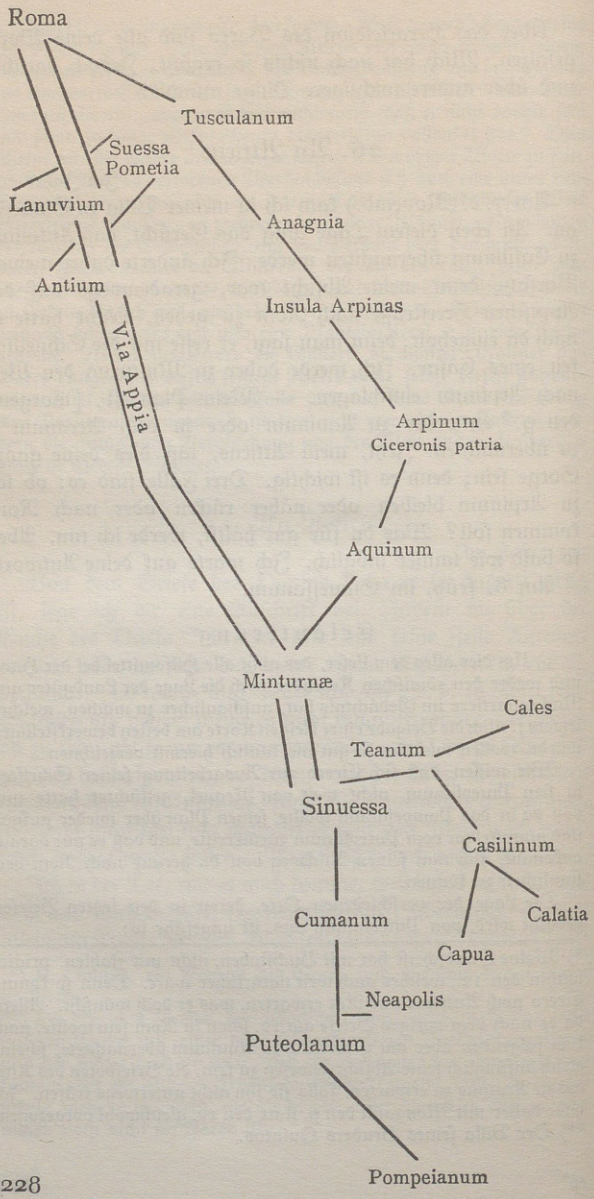 Roma
Tusculanum
Suessa
Pometia
Lanuvium
Anagnia
Antium
Insula Arpinas
Via Appia
Arpinum
Ciceronis patria
Aquinum
Minturnæ
Cales
Teanum
Sinuessa
Casilinum
Calatia
Cumanum
Capua
Neapolis
Puteolanum
Pompeianum
228